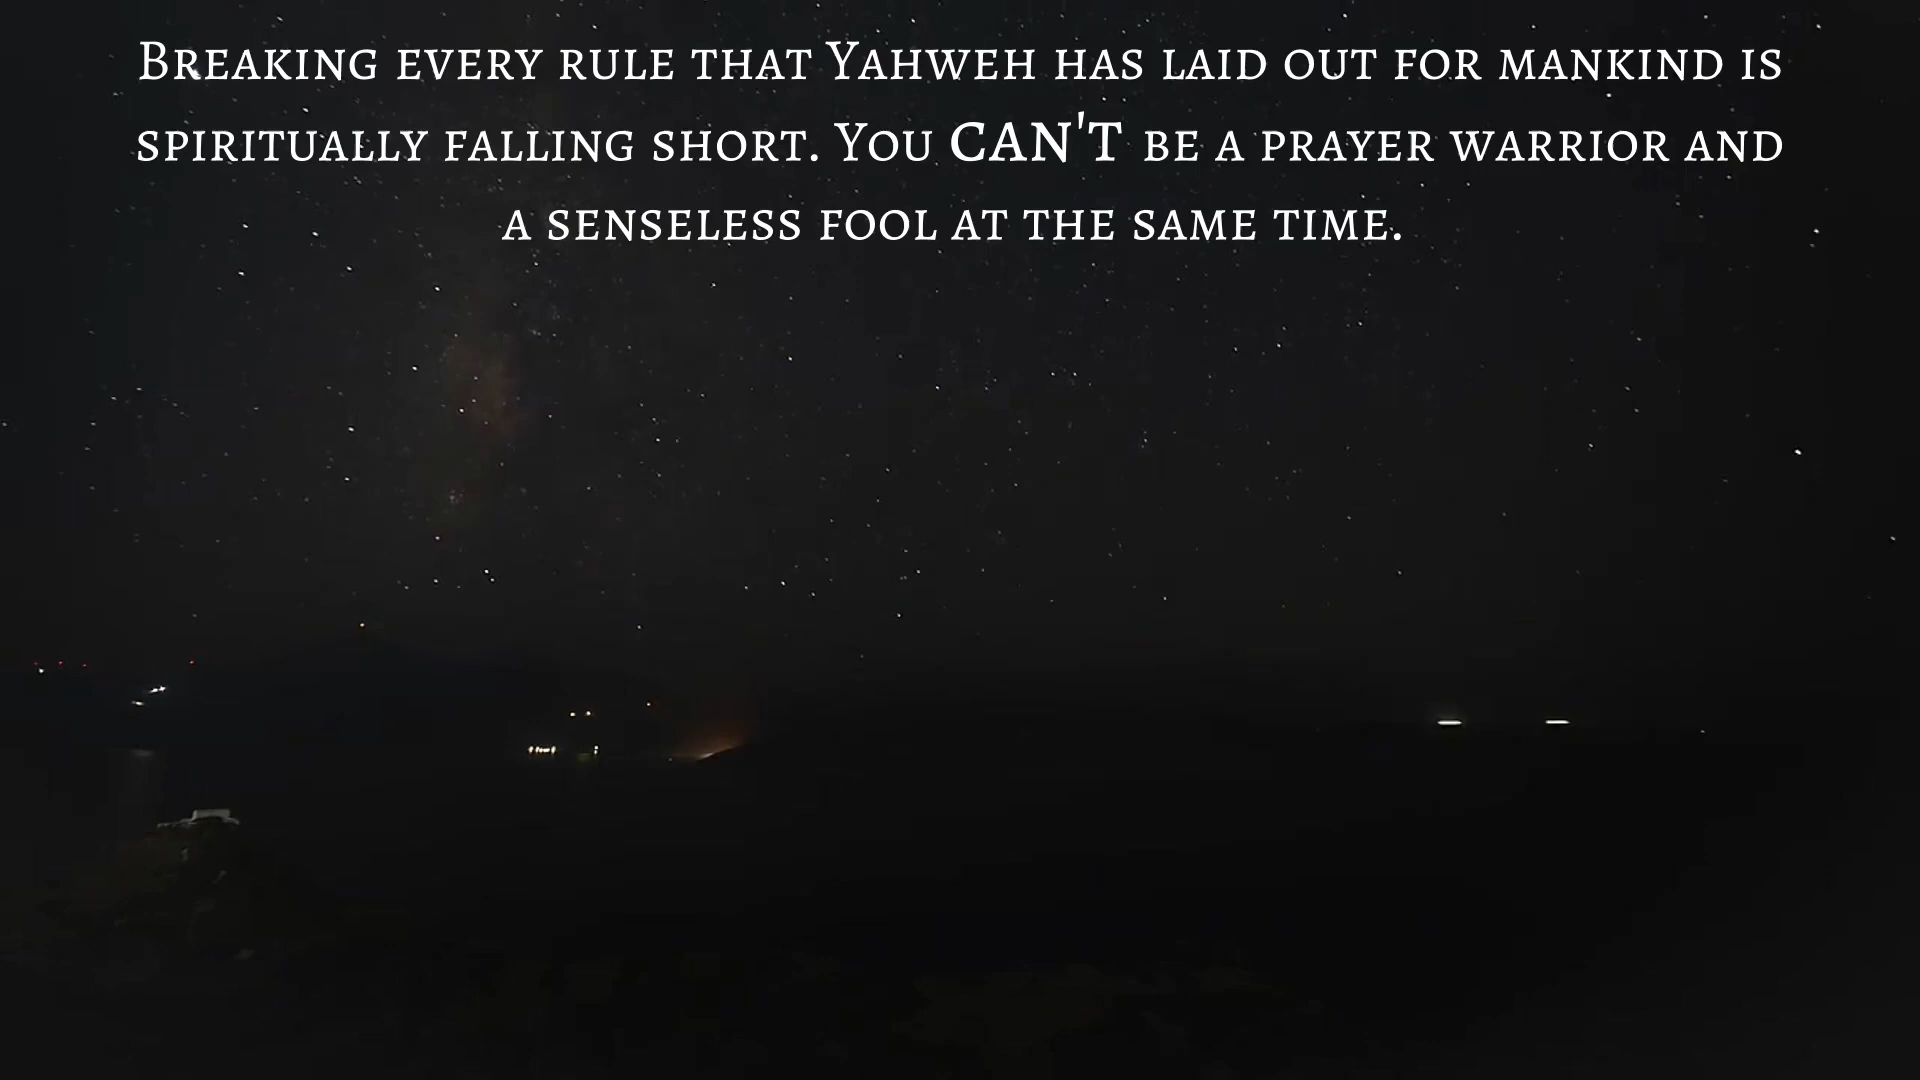 Breaking every rule that Yahweh has laid out for mankind is
spiritually falling short. You CAN'T be a prayer warrior and
a senseless fool at the same time.